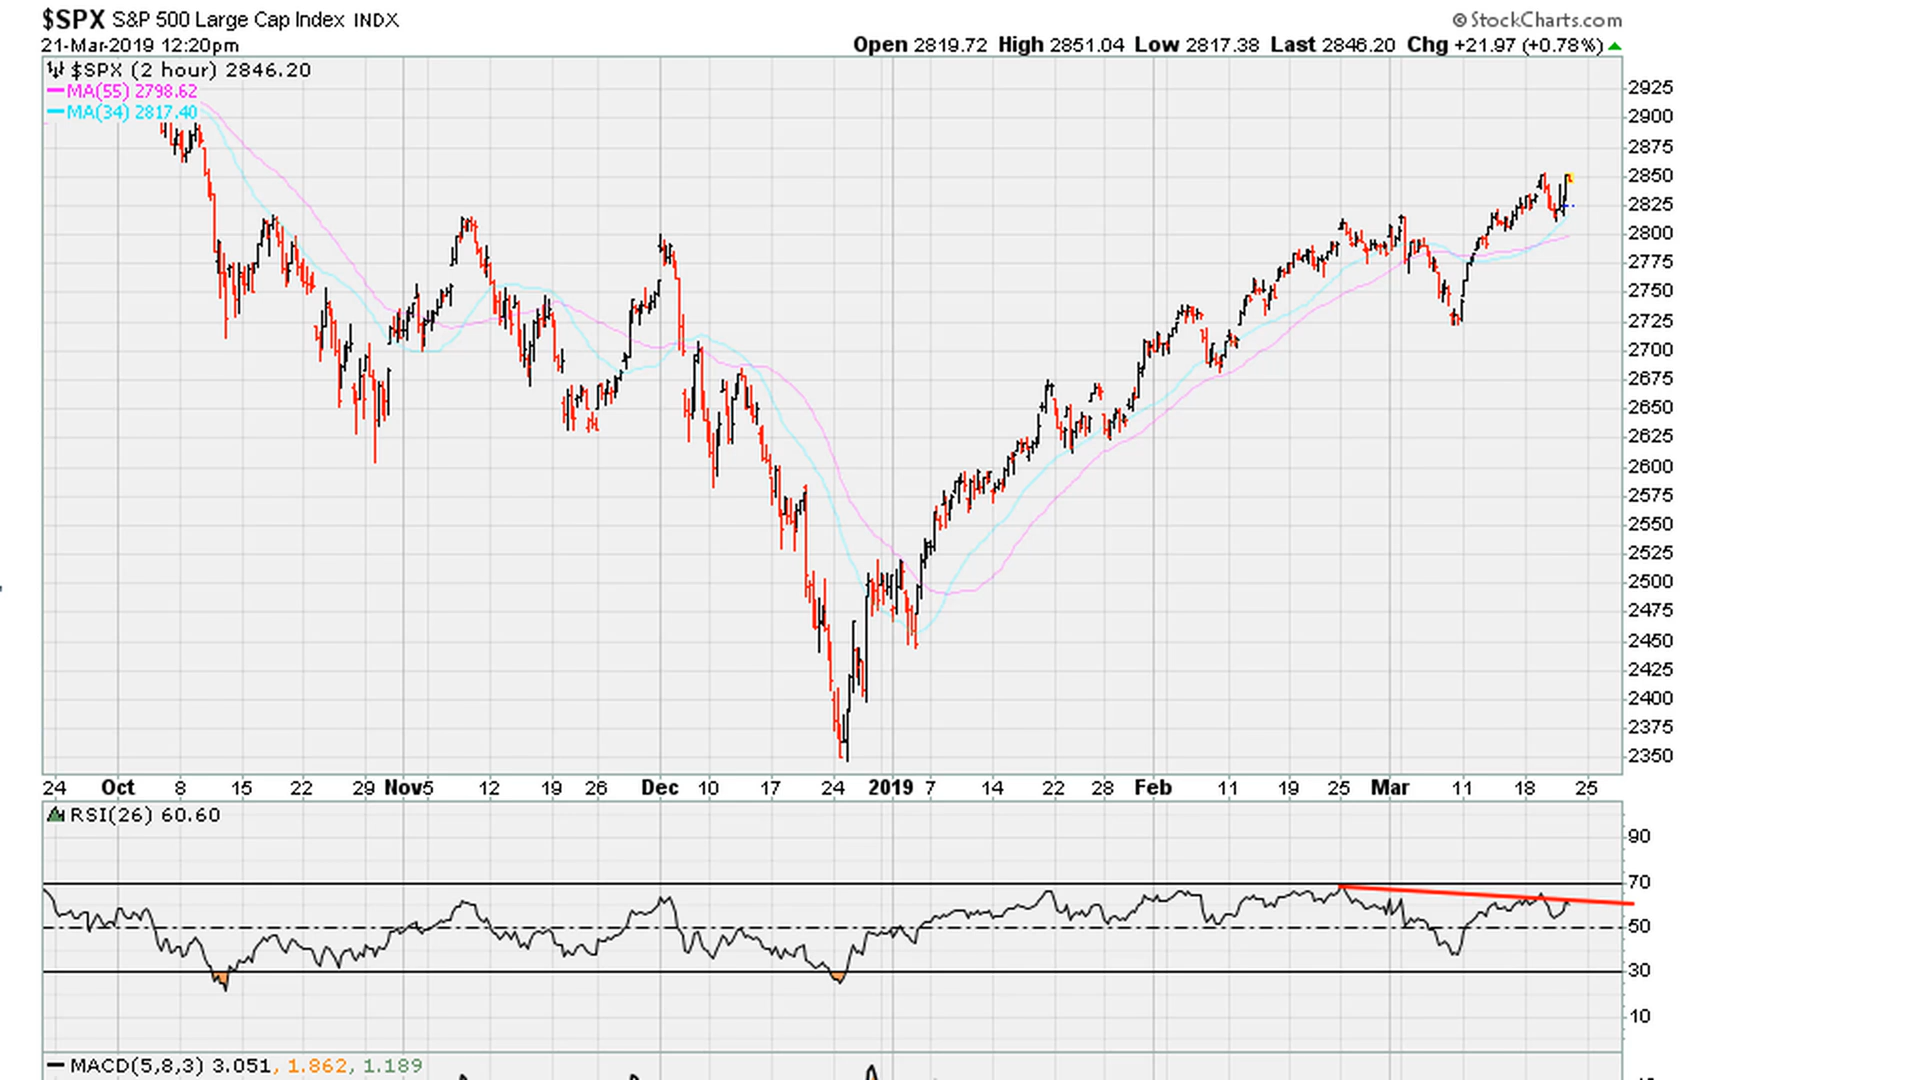 $SPX S&P 500 Large Cap Index INDX
© StockCharts.com
21-Mar-2019 12:20pm
Open 2819.72 High 2851.04 Low 2817.38 Last 2846.20 Chg +21.97 (+0.78%)
$SPX (2 hour) 2846.20
MA(55) 2798.62
MA(34) 2817.40
2925
2900
2875
2850
2825
2800
2775
2750
2725
2700
2675
2650
2625
2600
2575
2550
2525
2500
2475
2450
2425
2400
2375
2350
24 Oct 8 15 22 29 Nov 5 12 19 26 Dec 10 17 24 2019 7 14 22 28 Feb 11 19 25 Mar 11 18 25
RSI(26) 60.60
90
70
50
30
10
MACD(5,8,3) 3.051, 1.862, 1.189